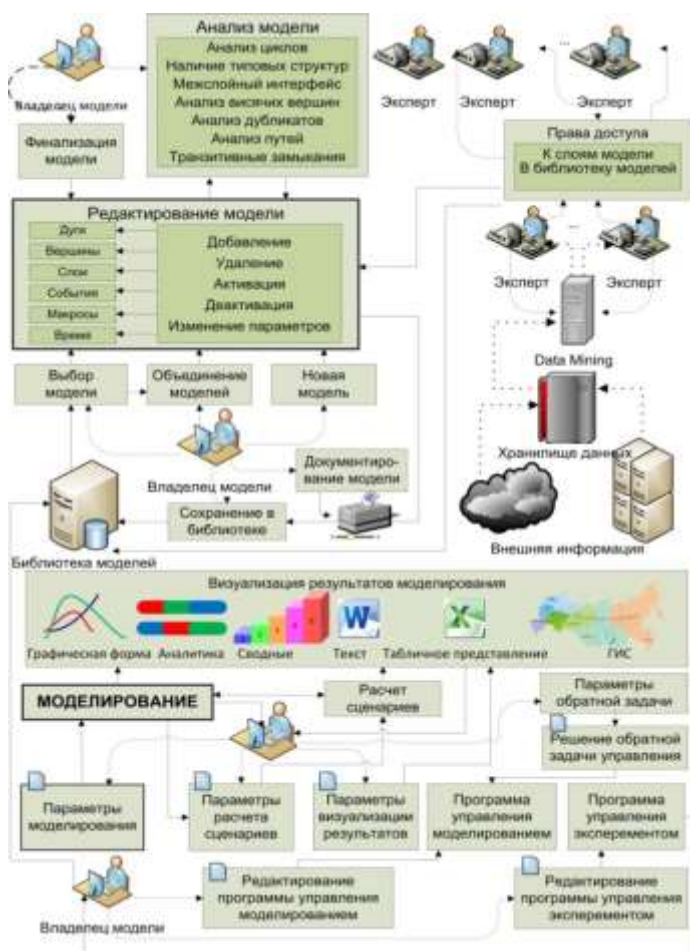 Владелец модели
Финализация
модели
Анализ модели
Анализ циклов
Наличие типовых структур
Межслойный интерфейс
Анализ висячих вершин
Анализ дубликатов
Анализ путей
Транзитивные замыкания
...
Эксперт
Эксперт
Эксперт
Права доступа
К слоям модели
В библиотеку моделей
Редактирование модели
Дуги
Вершины
Слои
События
Макросы
Время
Добавление
Удаление
Активация
Деактивация
Изменение параметров
...
Эксперт
Эксперт
Data Mining
Выбор
модели
Объединение
моделей
Новая
модель
Хранилище данных
Владелец модели
Документиро-
вание модели
Сохранение в
библиотеке
Библиотека моделей
Внешняя информация
Визуализация результатов моделирования
Графическая форма
Аналитика
Сводные
Текст
Табличное представление
ГИС
МОДЕЛИРОВАНИЕ
Расчет
сценариев
Параметры
обратной задачи
Решение обратной
задачи управления
Параметры
моделирования
Параметры
расчета
сценариев
Параметры
визуализации
результатов
Программа
управления
моделированием
Программа
управления
эксперементом
Владелец модели
Редактирование
программы управления
моделированием
Редактирование
программы управления
эксперементом